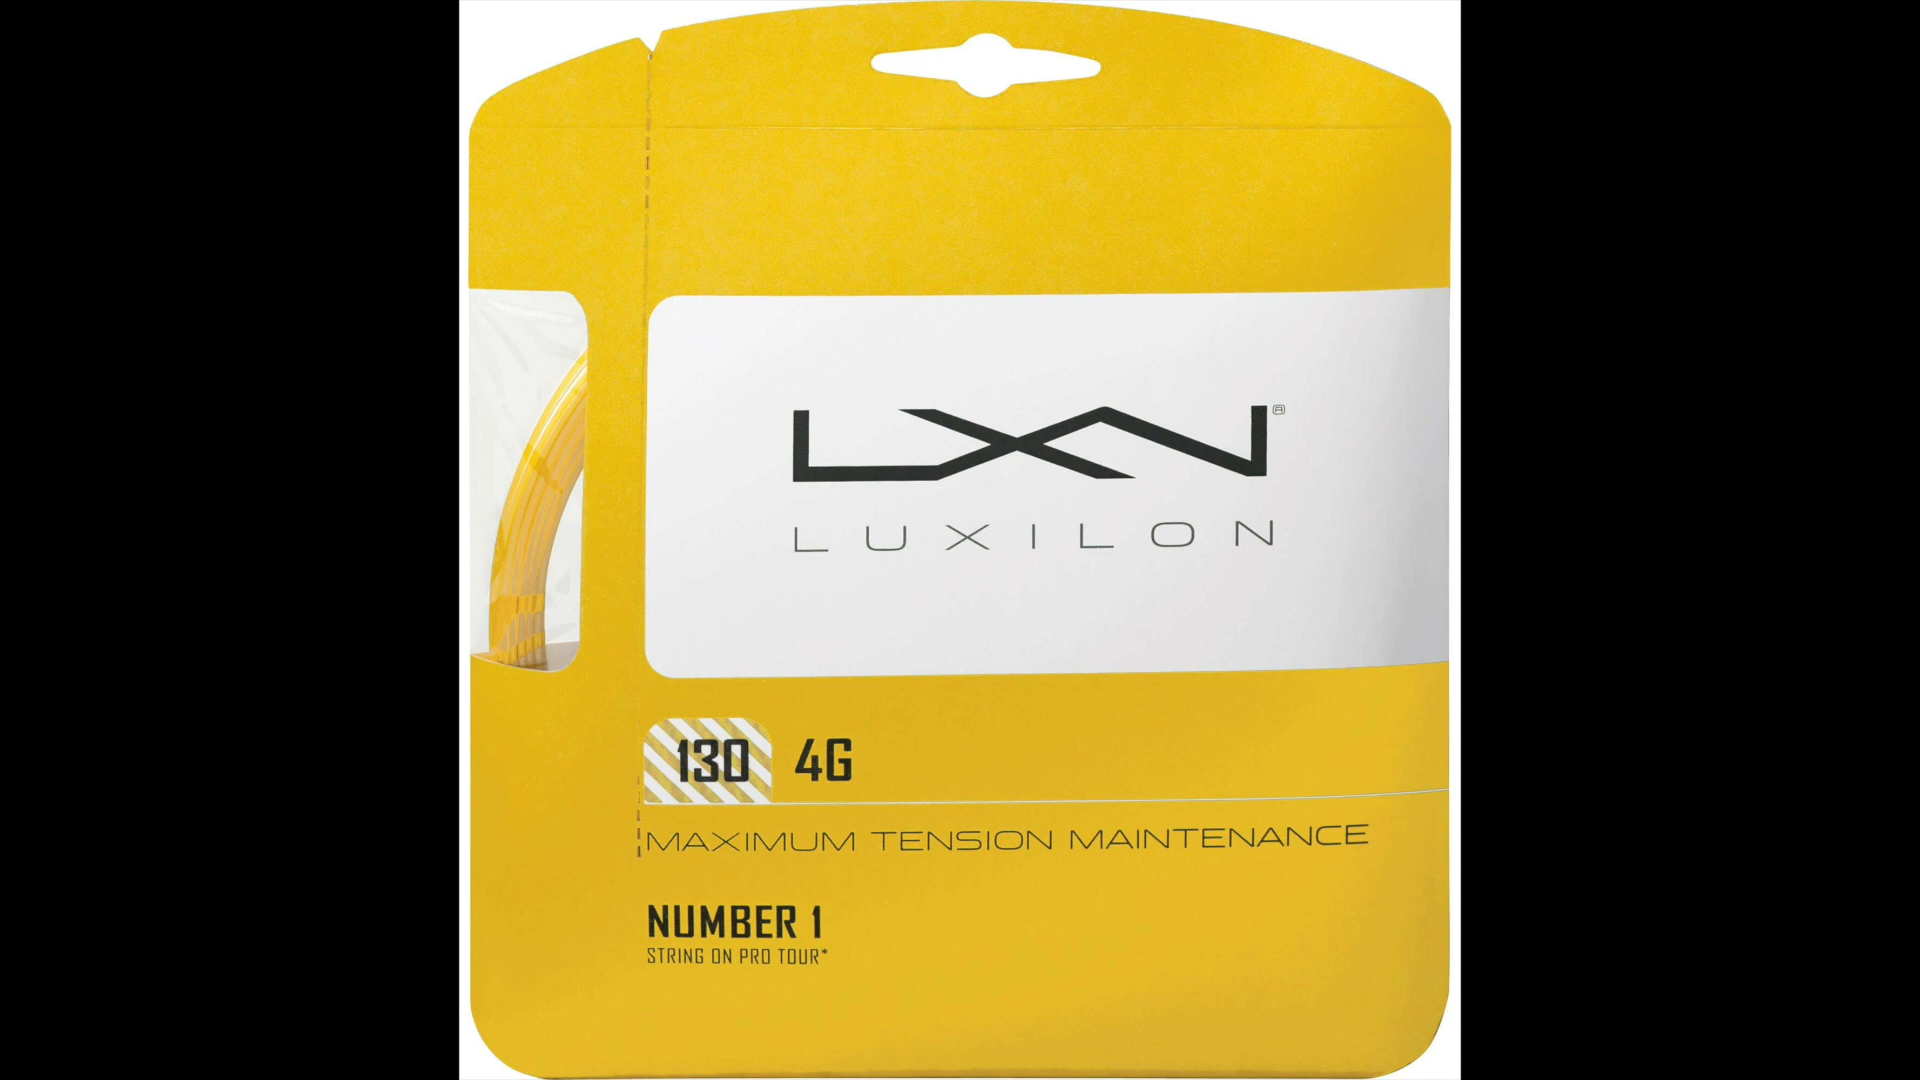 LXN®
LUXILON
130 4G
MAXIMUM TENSION MAINTENANCE
NUMBER 1
STRING ON PRO TOUR*